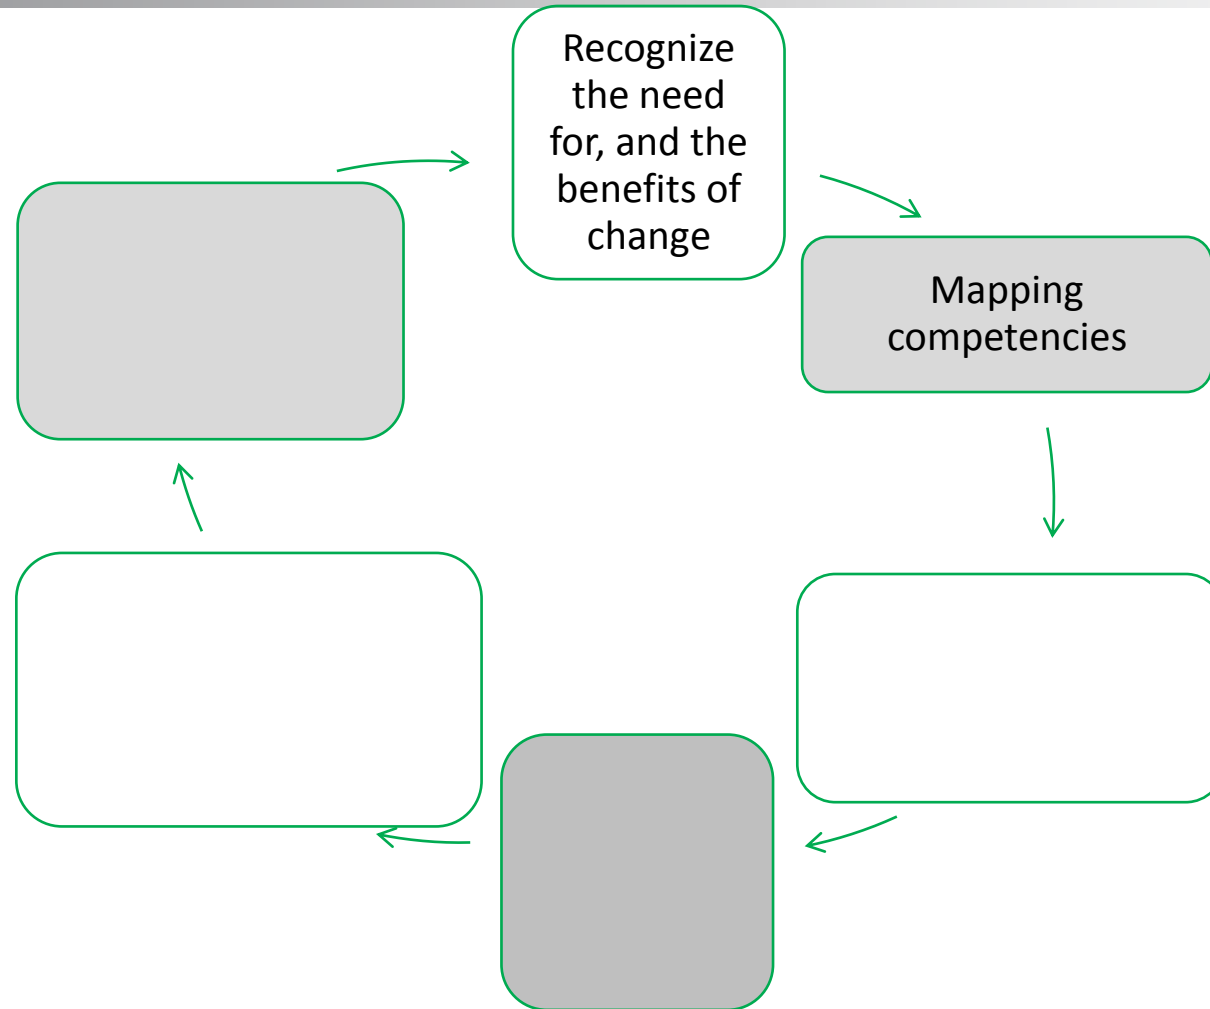 Recognize
the need
for, and the
benefits of
change
Mapping
competencies